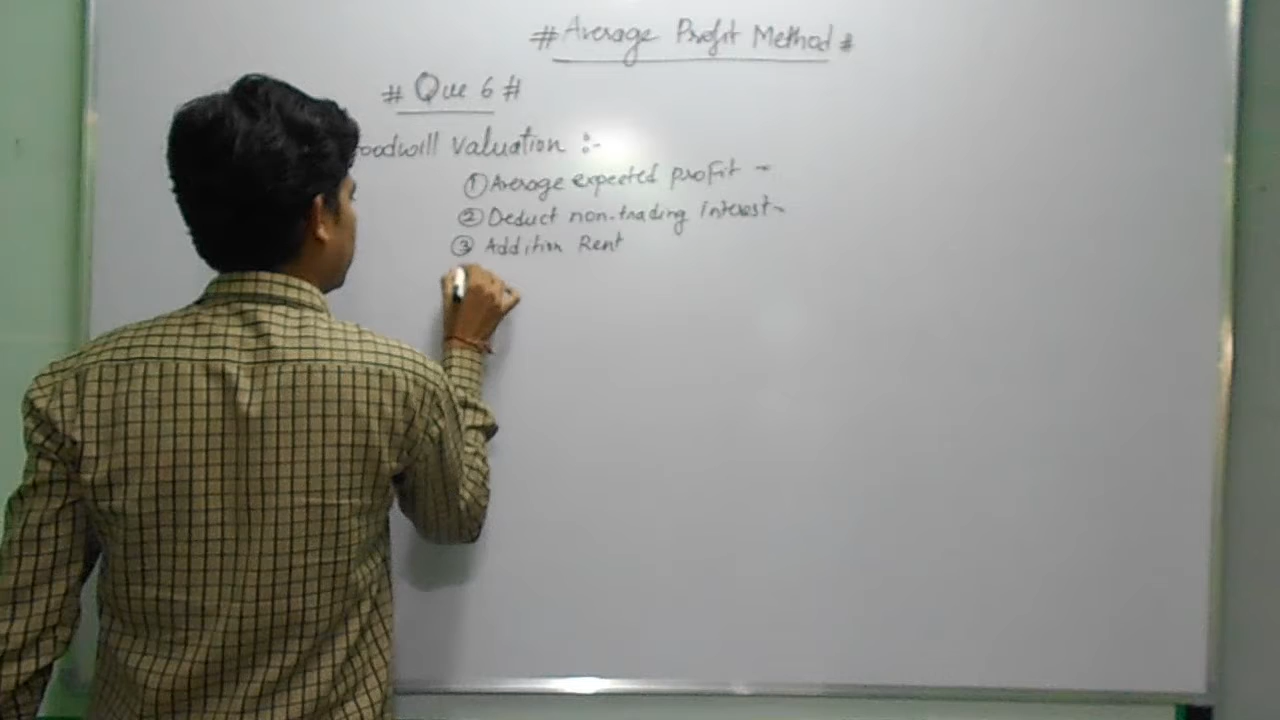 # Average Profit Method #
# Que 6 #
oodwill valuation :-
① Average expected profit -
② Deduct non-trading interest-
③ Addition Rent